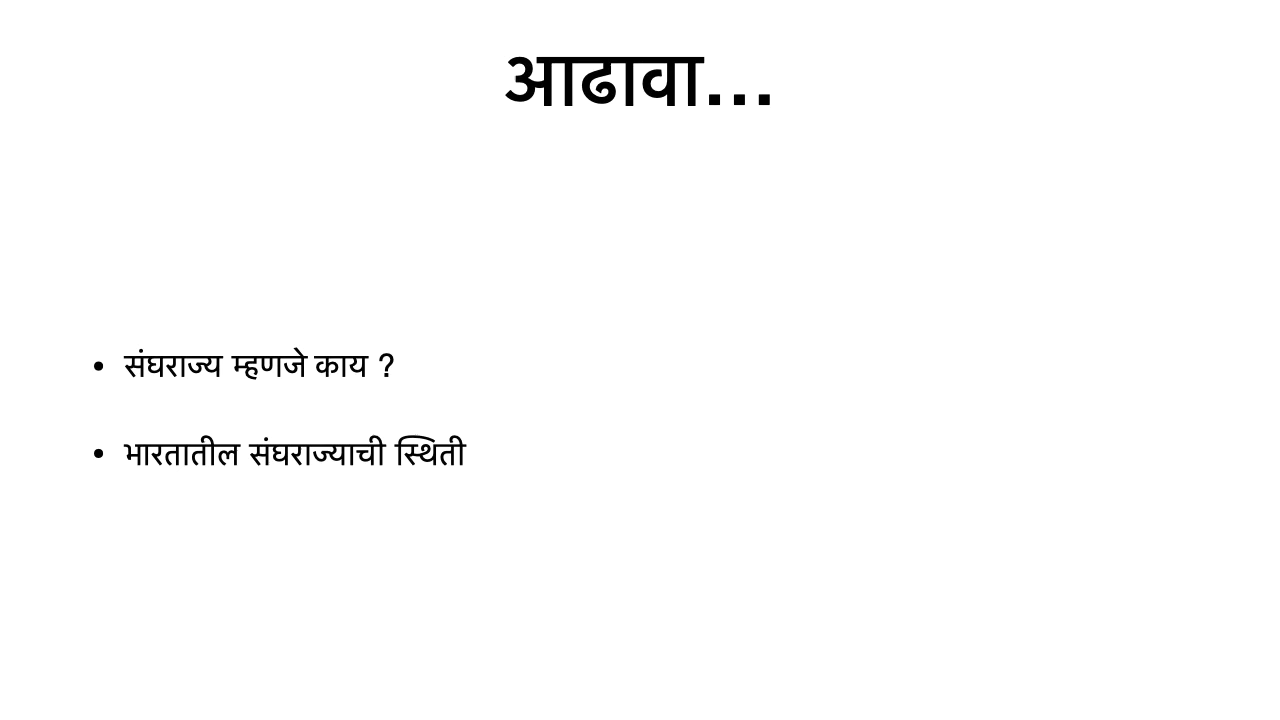 आढावा...
• संघराज्य म्हणजे काय ?
• भारतातील संघराज्याची स्थिती